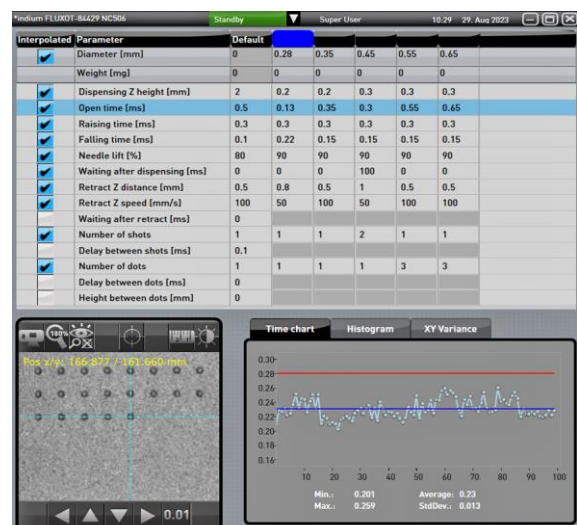 *indium FLUXOT-84429 NC506 Standby Super User 10:29 29. Aug 2023
Interpolated Parameter Default
Diameter [mm] 0 0.28 0.35 0.45 0.55 0.65
Weight [mg] 0 0 0 0 0 0
Dispensing Z height [mm] 2 0.2 0.2 0.3 0.3 0.3
Open time [ms] 0.5 0.13 0.35 0.3 0.55 0.65
Raising time [ms] 0.3 0.3 0.3 0.3 0.3 0.3
Falling time [ms] 0.1 0.22 0.15 0.15 0.15 0.15
Needle lift [%] 80 90 90 90 90 90
Waiting after dispensing [ms] 0 0 0 100 0 0
Retract Z distance [mm] 0.5 0.8 0.5 1 0.5 0.5
Retract Z speed [mm/s] 100 50 100 50 100 100
Waiting after retract [ms] 0
Number of shots 1 1 1 2 1 1
Delay between shots [ms] 0.1
Number of dots 1 1 1 1 3 3
Delay between dots [ms] 0
Height between dots [mm] 0
100%
Pos x/y: 166.877 / 161.660 mm
0.01
Time chart Histogram XY Variance
0.30
0.28
0.26
0.24
0.22
0.20
0.18
0.16
10 20 30 40 50 60 70 80 90 100
Min.: 0.201 Average: 0.23
Max.: 0.259 StdDev.: 0.013